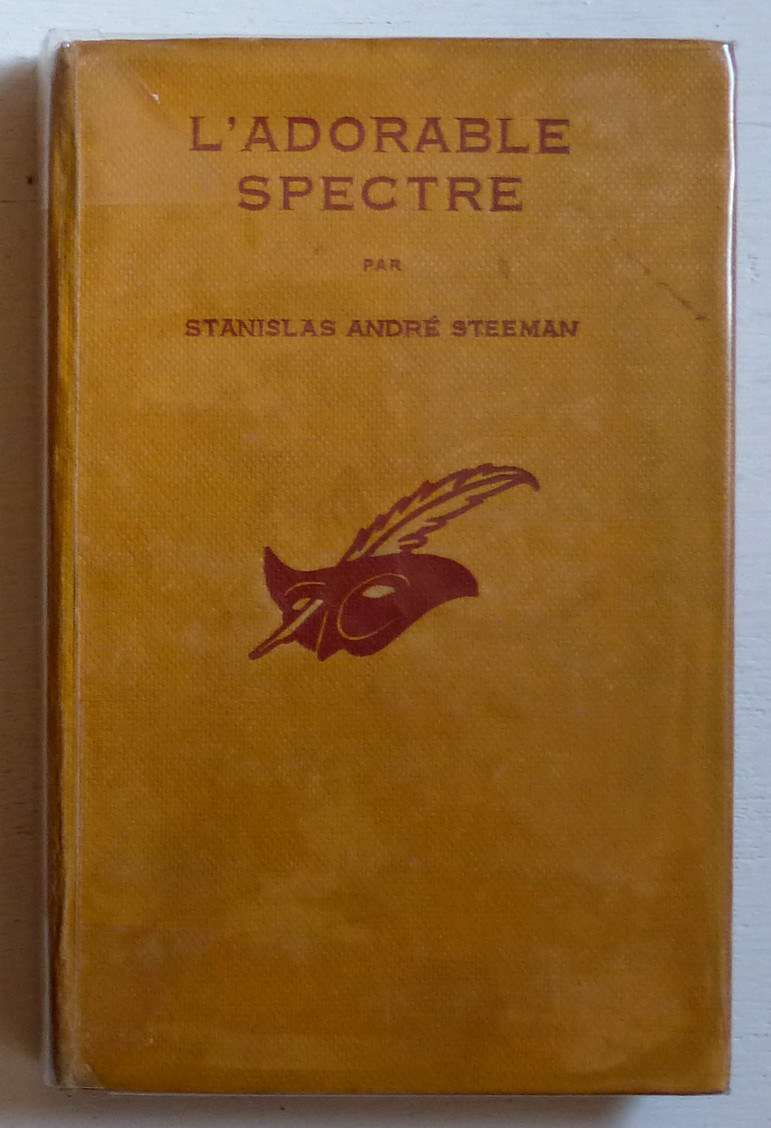 L'ADORABLE
SPECTRE
PAR
STANISLAS ANDRÉ STEEMAN